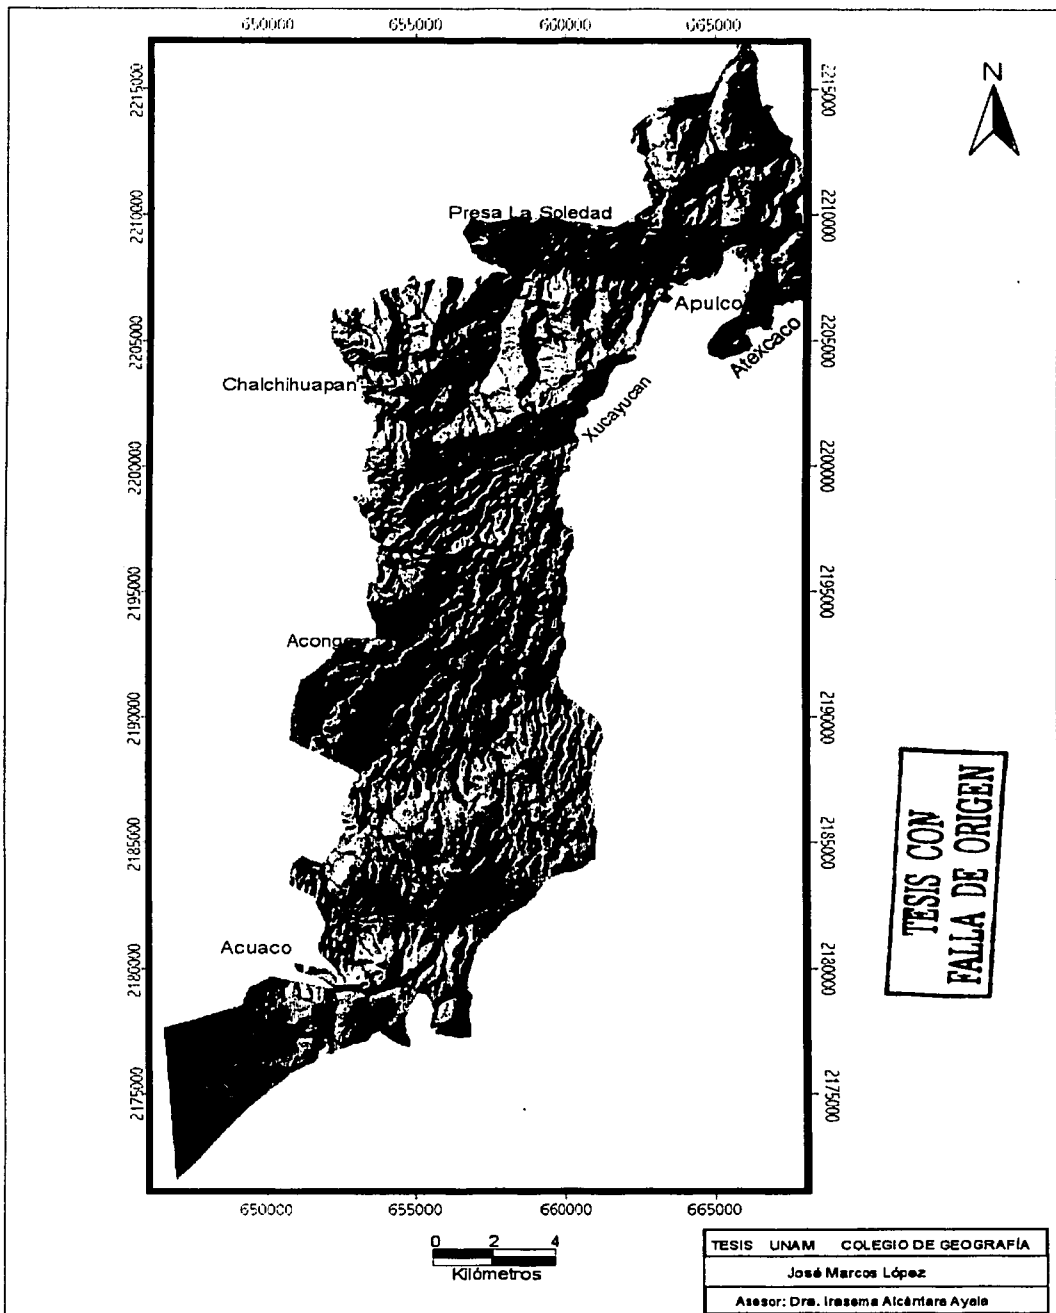 650000 655000 660000 665000
2215000 2215000
N
2210000 Presa La Soledad 2210000
Apulco
2205000 2205000
Atexcaco
Chalchihuapan
Xucayucan
2200000 2200000
2195000 2195000
Acongo
2190000 2190000
2185000 2185000
TESIS CON
FALLA DE ORIGEN
Acuaco
2180000 2180000
2175000 2175000
650000 655000 660000 665000
0 2 4
Kilómetros
TESIS UNAM COLEGIO DE GEOGRAFÍA
José Marcos López
Asesor: Dra. Irasema Alcántara Ayala